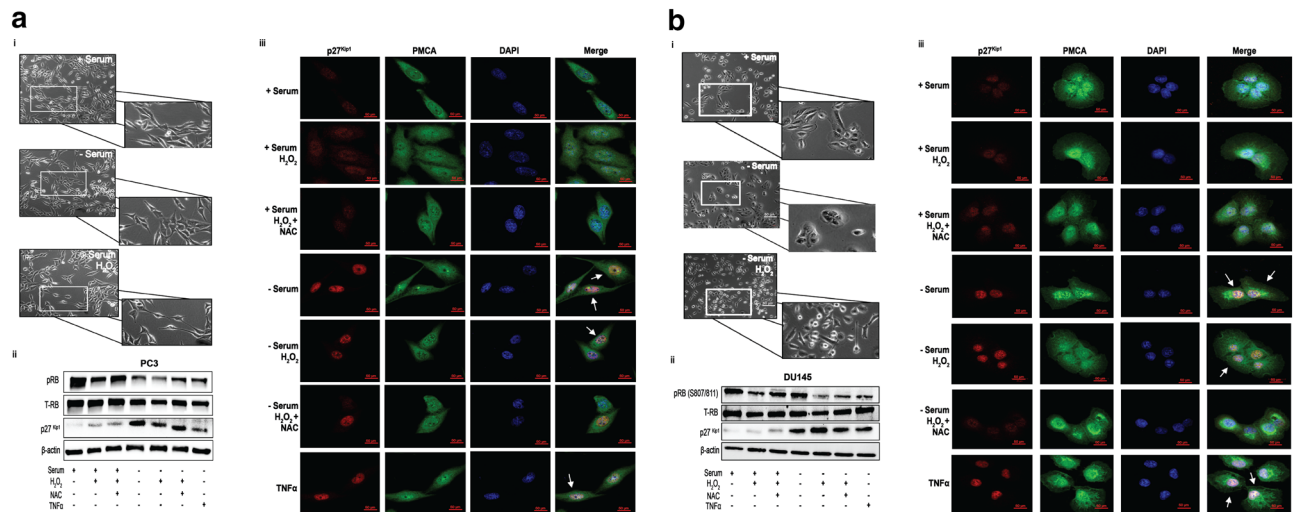 a
i
+ Serum
- Serum
- Serum
H₂O₂
ii
PC3
pRB
T-RB
p27 Kip1
β-actin
Serum + + + - - - -
H₂O₂ - + + - + + -
NAC - - + - - + -
TNFα - - - - - - +
iii
p27Kip1 PMCA DAPI Merge
+ Serum
+ Serum
H₂O₂
+ Serum
H₂O₂ +
NAC
- Serum
- Serum
H₂O₂
- Serum
H₂O₂ +
NAC
TNFα
b
i
+ Serum
- Serum
- Serum
H₂O₂
ii
DU145
pRB (S807/811)
T-RB
p27 Kip1
β-actin
Serum + + + - - - -
H₂O₂ - + + - + + -
NAC - - + - - + -
TNFα - - - - - - +
iii
p27Kip1 PMCA DAPI Merge
+ Serum
+ Serum
H₂O₂
+ Serum
H₂O₂ +
NAC
- Serum
- Serum
H₂O₂
- Serum
H₂O₂ +
NAC
TNFα